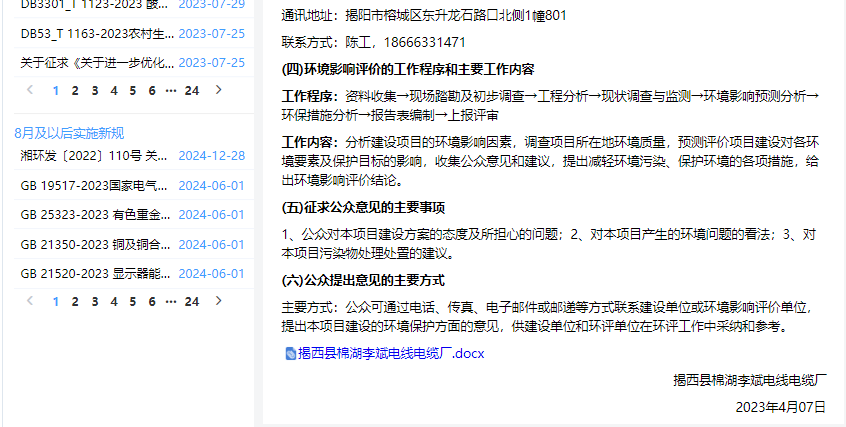 DB3301_T 1123-2023 酸... 2023-07-29
DB53_T 1163-2023农村生... 2023-07-25
关于征求《关于进一步优化... 2023-07-25
< 1 2 3 4 5 6 ••• 24 >
8月及以后实施新规
湘环发〔2022〕110号 关... 2024-12-28
GB 19517-2023国家电气... 2024-06-01
GB 25323-2023 有色重金... 2024-06-01
GB 21350-2023 铜及铜合... 2024-06-01
GB 21520-2023 显示器能... 2024-06-01
< 1 2 3 4 5 6 ••• 24 >
通讯地址：揭阳市榕城区东升龙石路口北侧1幢801
联系方式：陈工，18666331471
(四)环境影响评价的工作程序和主要工作内容
工作程序：资料收集→现场踏勘及初步调查→工程分析→现状调查与监测→环境影响预测分析→
环保措施分析→报告表编制→上报评审
工作内容：分析建设项目的环境影响因素，调查项目所在地环境质量，预测评价项目建设对各环
境要素及保护目标的影响，收集公众意见和建议，提出减轻环境污染、保护环境的各项措施，给
出环境影响评价结论。
(五)征求公众意见的主要事项
1、公众对本项目建设方案的态度及所担心的问题；2、对本项目产生的环境问题的看法；3、对
本项目污染物处理处置的建议。
(六)公众提出意见的主要方式
主要方式：公众可通过电话、传真、电子邮件或邮递等方式联系建设单位或环境影响评价单位，
提出本项目建设的环境保护方面的意见，供建设单位和环评单位在环评工作中采纳和参考。
揭西县棉湖李斌电线电缆厂.docx
揭西县棉湖李斌电线电缆厂
2023年4月07日